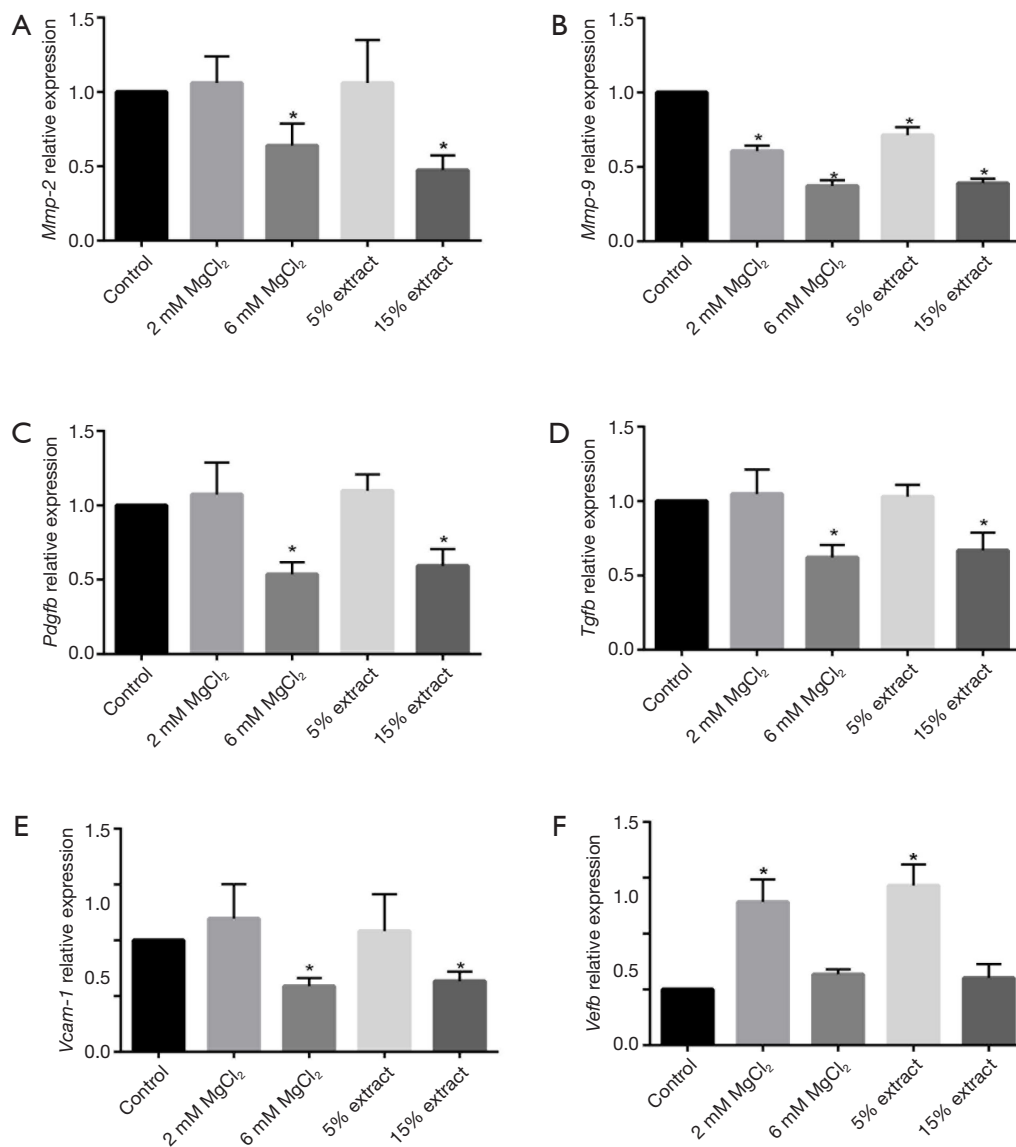 A
Mmp-2 relative expression
1.5
1.0
0.5
0.0
*
*
Control
2 mM MgCl₂
6 mM MgCl₂
5% extract
15% extract
B
Mmp-9 relative expression
1.5
1.0
0.5
0.0
*
*
*
*
Control
2 mM MgCl₂
6 mM MgCl₂
5% extract
15% extract
C
Pdgfb relative expression
1.5
1.0
0.5
0.0
*
*
Control
2 mM MgCl₂
6 mM MgCl₂
5% extract
15% extract
D
Tgfb relative expression
1.5
1.0
0.5
0.0
*
*
Control
2 mM MgCl₂
6 mM MgCl₂
5% extract
15% extract
E
Vcam-1 relative expression
1.5
1.0
0.5
0.0
*
*
Control
2 mM MgCl₂
6 mM MgCl₂
5% extract
15% extract
F
Vefb relative expression
1.5
1.0
0.5
0.0
*
*
Control
2 mM MgCl₂
6 mM MgCl₂
5% extract
15% extract